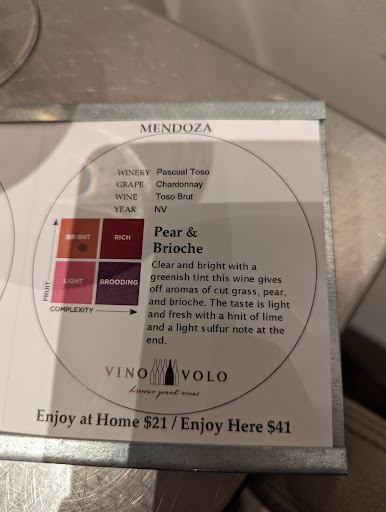 MENDOZA
WINERY Pascual Toso
GRAPE Chardonnay
WINE Toso Brut
YEAR NV
BRIGHT RICH
LIGHT BROODING
FRUIT
COMPLEXITY
Pear &
Brioche
Clear and bright with a
greenish tint this wine gives
off aromas of cut grass, pear,
and brioche. The taste is light
and fresh with a hnit of lime
and a light sulfur note at the
end.
VINO VOLO
discover great wines
Enjoy at Home $21 / Enjoy Here $41